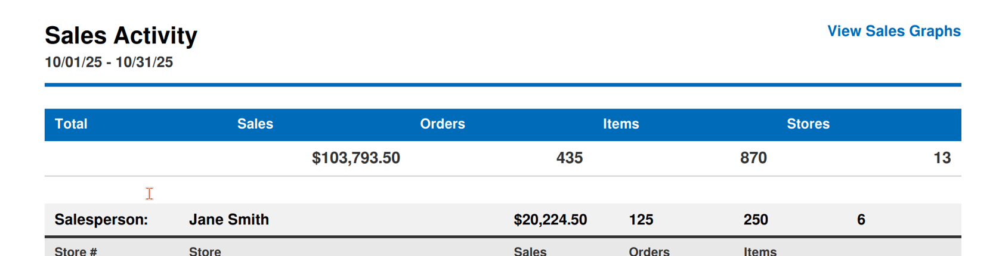 Sales Activity
View Sales Graphs
10/01/25 - 10/31/25
Total Sales Orders Items Stores
$103,793.50 435 870 13
Salesperson: Jane Smith $20,224.50 125 250 6
Store # Store Sales Orders Items